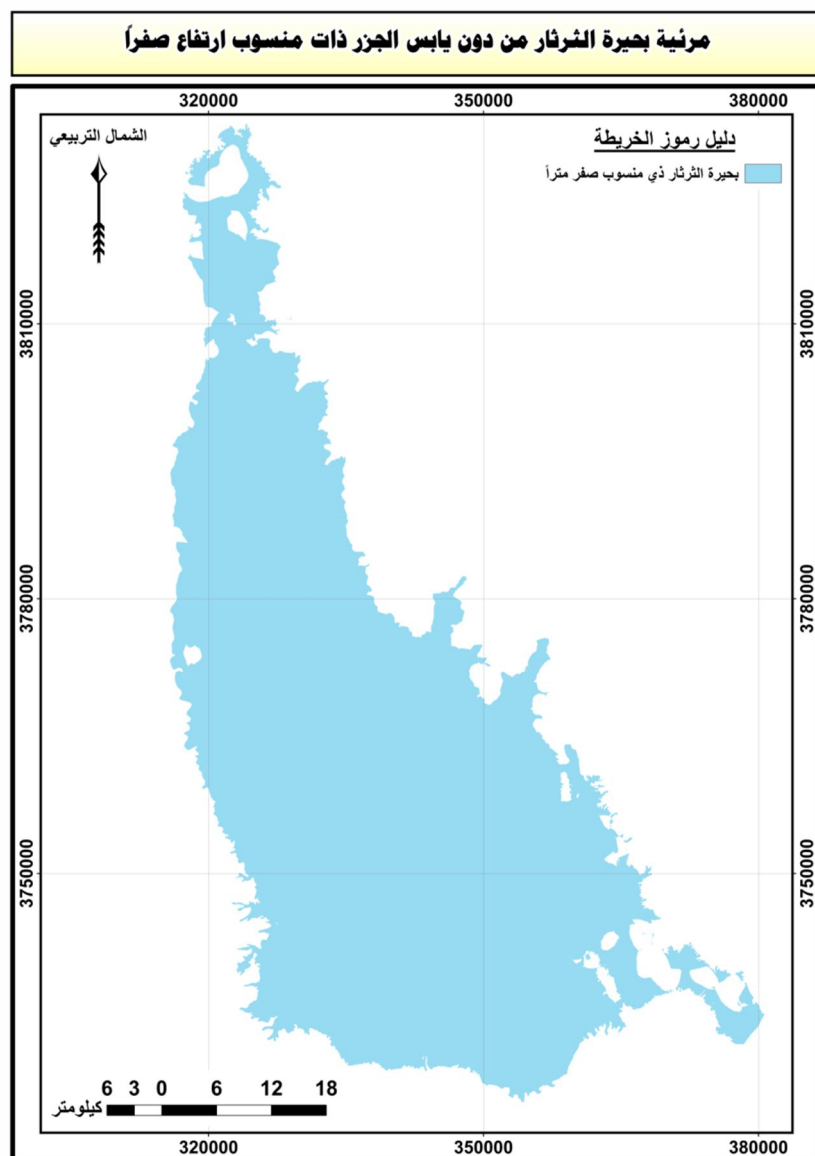 مرئية بحيرة الثرثار من دون يابس الجزر ذات منسوب ارتفاع صفراً
320000 350000 380000
الشمال التربيعي
دليل رموز الخريطة
بحيرة الثرثار ذي منسوب صفر متراً
3810000 3810000
3780000 3780000
3750000 3750000
6 3 0 6 12 18
كيلومتر
320000 350000 380000